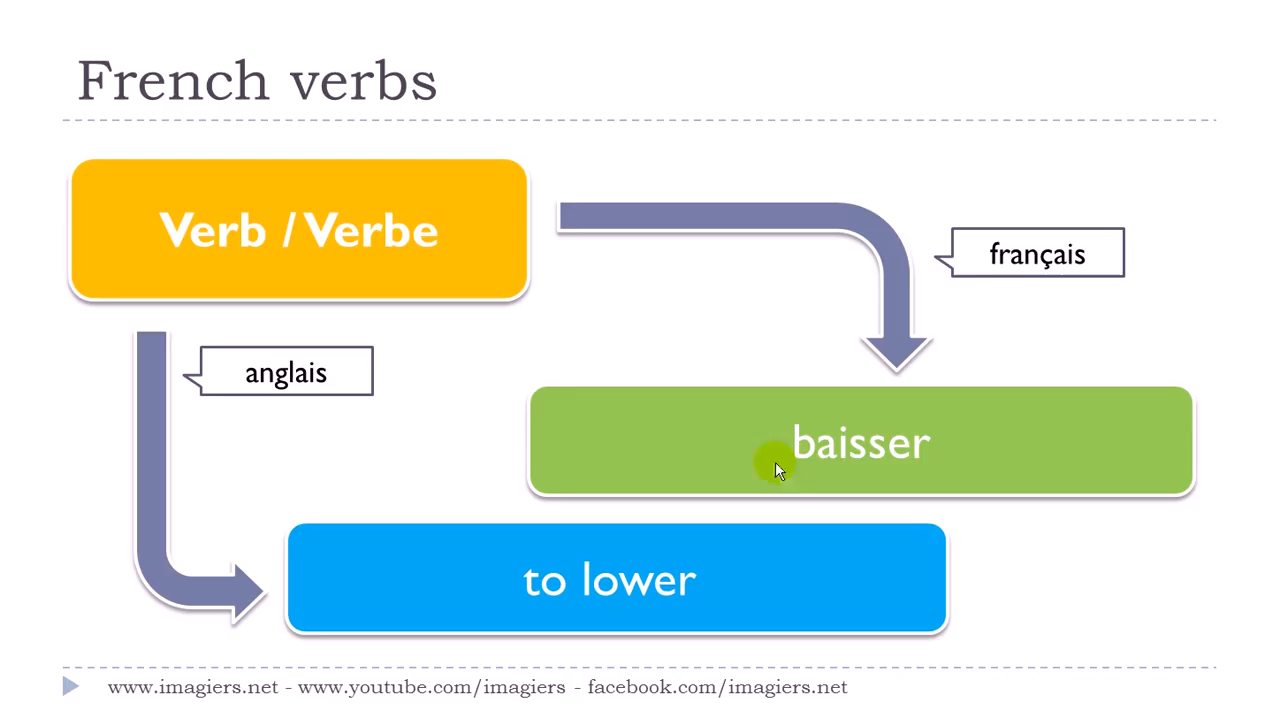 French verbs
Verb / Verbe
français
anglais
baisser
to lower
www.imagiers.net - www.youtube.com/imagiers - facebook.com/imagiers.net